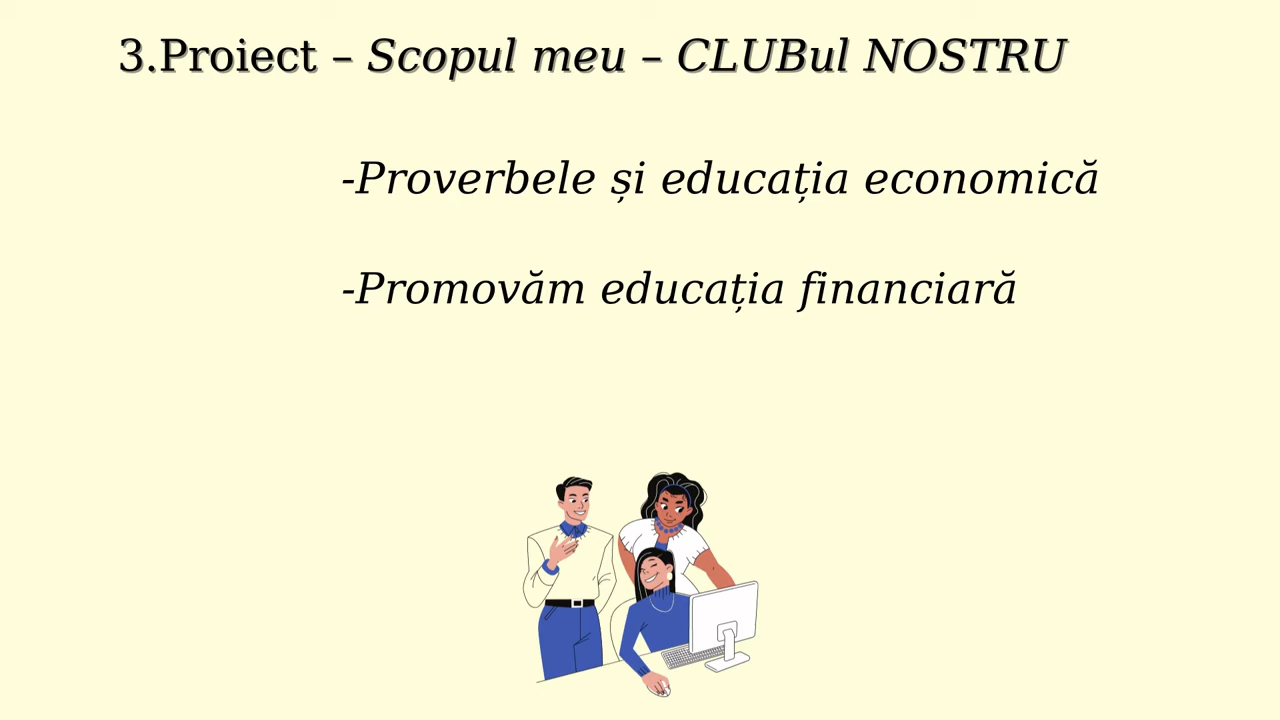 3.Proiect – Scopul meu – CLUBul NOSTRU
-Proverbele și educația economică
-Promovăm educația financiară